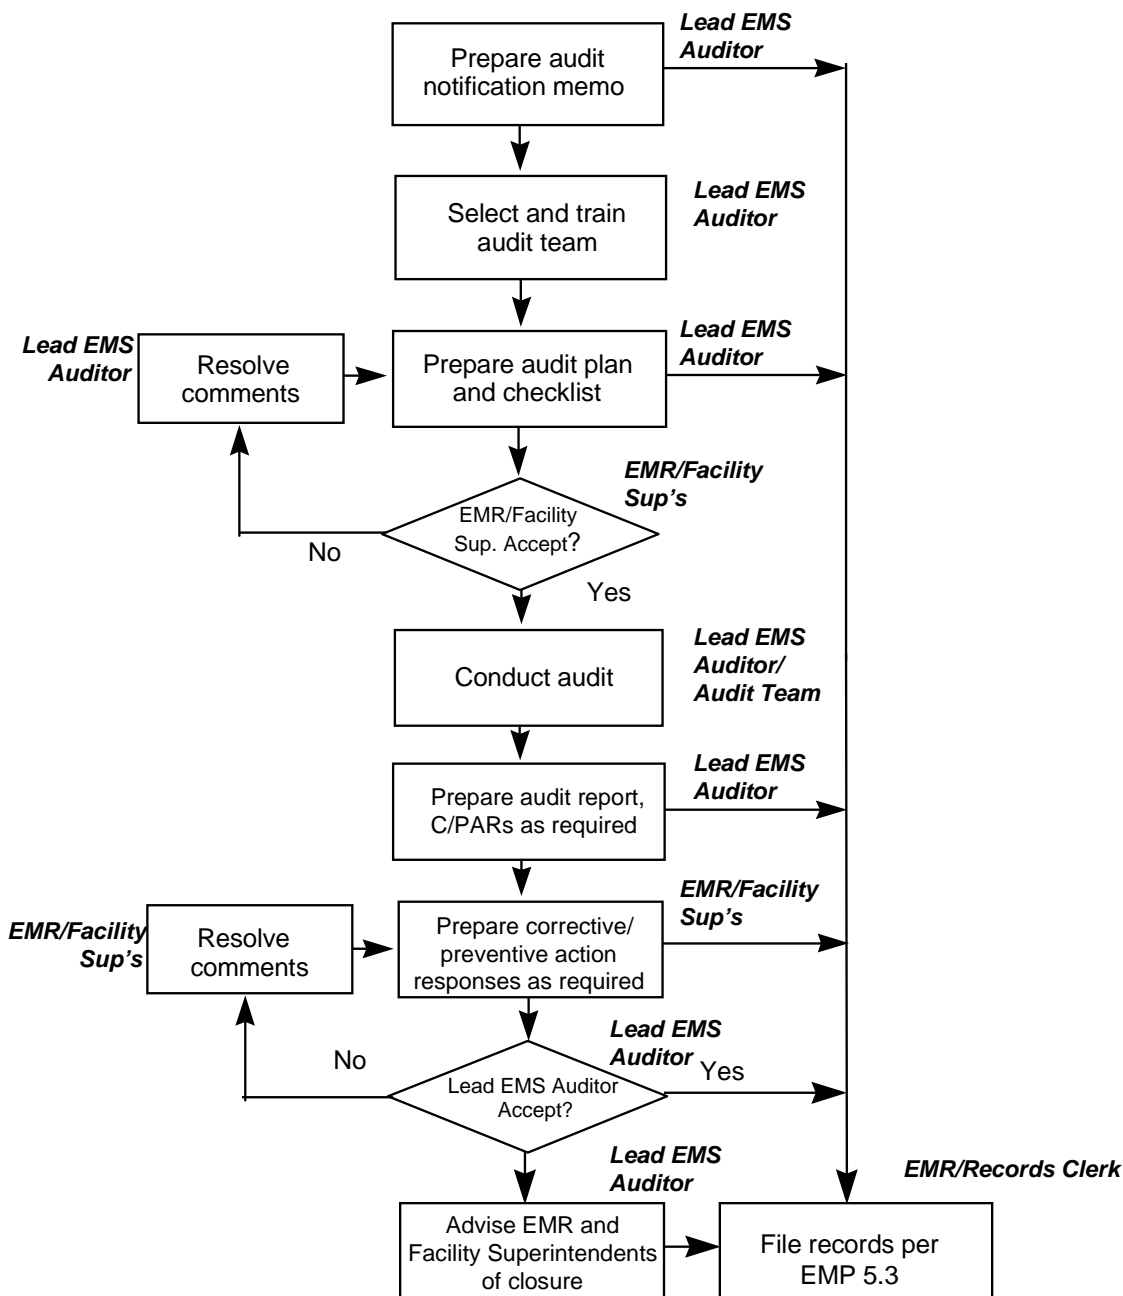 Lead EMS
Auditor
Prepare audit
notification memo
Lead EMS
Auditor
Select and train
audit team
Lead EMS
Auditor
Lead EMS
Auditor
Resolve
comments
Prepare audit plan
and checklist
EMR/Facility
Sup's
EMR/Facility
Sup. Accept?
No
Yes
Lead EMS
Auditor/
Audit Team
Conduct audit
Lead EMS
Auditor
Prepare audit report,
C/PARs as required
EMR/Facility
Sup's
EMR/Facility
Sup's
Resolve
comments
Prepare corrective/
preventive action
responses as required
Lead EMS
Auditor
No
Yes
Lead EMS Auditor
Accept?
Lead EMS
Auditor
EMR/Records Clerk
Advise EMR and
Facility Superintendents
of closure
File records per
EMP 5.3